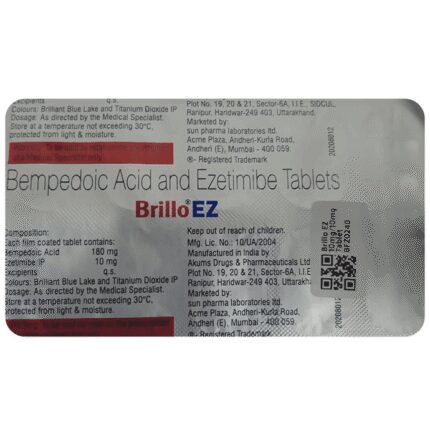 Excipients q.s.
Colours: Brilliant Blue Lake and Titanium Dioxide IP
Dosage: As directed by the Medical Specialist.
Store at a temperature not exceeding 30°C,
protected from light & moisture.
Plot No. 19, 20 & 21, Sector-6A, I.I.E., SIDCUL,
Ranipur, Haridwar-249 403, Uttarakhand.
Marketed by:
sun pharma laboratories ltd.
Acme Plaza, Andheri-Kurla Road,
Andheri (E), Mumbai - 400 059.
®- Registered Trademark
Bempedoic Acid and Ezetimibe Tablets
Brillo® EZ
Composition:
Each film coated tablet contains:
Bempedoic Acid 180 mg
Ezetimibe IP 10 mg
Excipients q.s.
Colours: Brilliant Blue Lake and Titanium Dioxide IP
Dosage: As directed by the Medical Specialist.
Store at a temperature not exceeding 30°C,
protected from light & moisture.
Keep out of reach of children.
Mfg. Lic. No.: 10/UA/2004
Manufactured in India by :
Akums Drugs & Pharmaceuticals Ltd
Plot No. 19, 20 & 21, Sector-6A, I.I.E
Ranipur, Haridwar-249 403, Uttarakhan
Marketed by:
sun pharma laboratories ltd.
Acme Plaza, Andheri-Kurla Road,
Andheri (E), Mumbai - 400 059.
®- Registered Trademark
Brillo EZ
10mg/10mg
Tablet